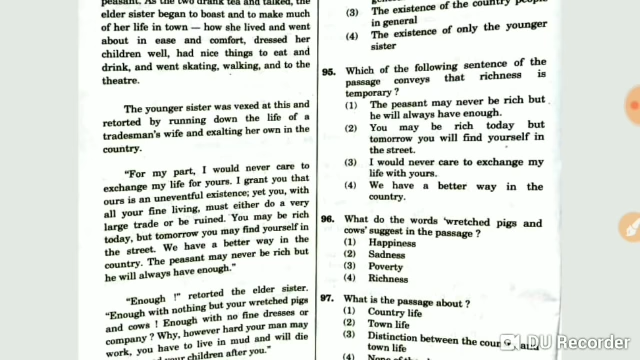 peasant. As the two drank tea and talked, the
elder sister began to boast and to make much
of her life in town — how she lived and went
about in ease and comfort, dressed her
children well, had nice things to eat and
drink, and went skating, walking, and to the
theatre.
The younger sister was vexed at this and
retorted by running down the life of a
tradesman's wife and exalting her own in the
country.
"For my part, I would never care to
exchange my life for yours. I grant you that
ours is an uneventful existence; yet you, with
all your fine living, must either do a very
large trade or be ruined. You may be rich
today, but tomorrow you may find yourself in
the street. We have a better way in the
country. The peasant may never be rich but
he will always have enough."
"Enough !" retorted the elder sister.
"Enough with nothing but your wretched pigs
and cows ! Enough with no fine dresses or
company ? Why, however hard your man may
work, you have to live in mud and will die
your children after you."
(3) The existence of the country people
in general
(4) The existence of only the younger
sister
95. Which of the following sentence of the
passage conveys that richness is
temporary ?
(1) The peasant may never be rich but
he will always have enough.
(2) You may be rich today but
tomorrow you will find yourself in
the street.
(3) I would never care to exchange my
life with yours.
(4) We have a better way in the
country.
96. What do the words 'wretched pigs and
cows' suggest in the passage ?
(1) Happiness
(2) Sadness
(3) Poverty
(4) Richness
97. What is the passage about ?
(1) Country life
(2) Town life
(3) Distinction between the and
town life
(4)
DU Recorder